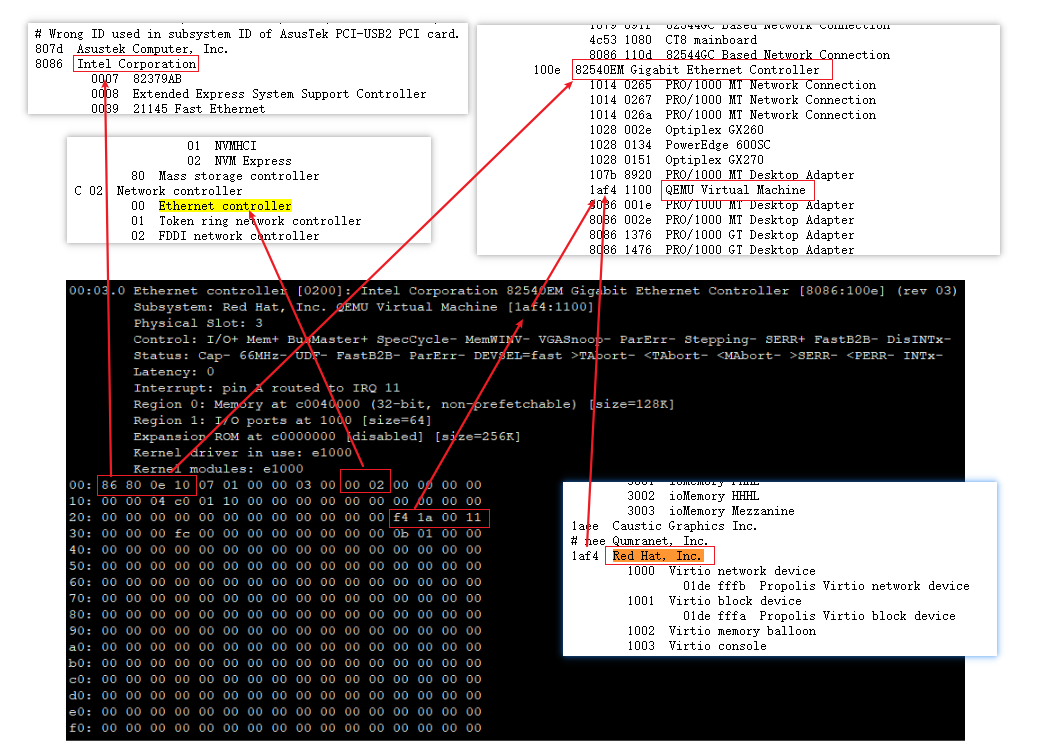 # Wrong ID used in subsystem ID of AsusTek PCI-USB2 PCI card.
807d Asustek Computer, Inc.
8086 Intel Corporation
0007 82379AB
0008 Extended Express System Support Controller
0039 21145 Fast Ethernet
01 NVMHCI
02 NVM Express
80 Mass storage controller
C 02 Network controller
00 Ethernet controller
01 Token ring network controller
02 FDDI network controller
4c53 1080 CT8 mainboard
8086 110d 82544GC Based Network Connection
100e 82540EM Gigabit Ethernet Controller
1014 0265 PRO/1000 MT Network Connection
1014 0267 PRO/1000 MT Network Connection
1014 026a PRO/1000 MT Network Connection
1028 002e Optiplex GX260
1028 0134 PowerEdge 600SC
1028 0151 Optiplex GX270
107b 8920 PRO/1000 MT Desktop Adapter
1af4 1100 QEMU Virtual Machine
8086 001e PRO/1000 MT Desktop Adapter
8086 002e PRO/1000 MT Desktop Adapter
8086 1376 PRO/1000 GT Desktop Adapter
8086 1476 PRO/1000 GT Desktop Adapter
00:03.0 Ethernet controller [0200]: Intel Corporation 82540EM Gigabit Ethernet Controller [8086:100e] (rev 03)
Subsystem: Red Hat, Inc. QEMU Virtual Machine [1af4:1100]
Physical Slot: 3
Control: I/O+ Mem+ BusMaster+ SpecCycle- MemWINV- VGASnoop- ParErr- Stepping- SERR+ FastB2B- DisINTx-
Status: Cap- 66MHz- UDF- FastB2B- ParErr- DEVSEL=fast >TAbort- <TAbort- <MAbort- >SERR- <PERR- INTx-
Latency: 0
Interrupt: pin A routed to IRQ 11
Region 0: Memory at c0040000 (32-bit, non-prefetchable) [size=128K]
Region 1: I/O ports at 1000 [size=64]
Expansion ROM at c0000000 [disabled] [size=256K]
Kernel driver in use: e1000
Kernel modules: e1000
00: 86 80 0e 10 07 01 00 00 03 00 00 02 00 00 00 00
10: 00 00 04 c0 01 10 00 00 00 00 00 00 00 00 00 00
20: 00 00 00 00 00 00 00 00 00 00 00 00 f4 1a 00 11
30: 00 00 00 fc 00 00 00 00 00 00 00 00 0b 01 00 00
40: 00 00 00 00 00 00 00 00 00 00 00 00 00 00 00 00
50: 00 00 00 00 00 00 00 00 00 00 00 00 00 00 00 00
60: 00 00 00 00 00 00 00 00 00 00 00 00 00 00 00 00
70: 00 00 00 00 00 00 00 00 00 00 00 00 00 00 00 00
80: 00 00 00 00 00 00 00 00 00 00 00 00 00 00 00 00
90: 00 00 00 00 00 00 00 00 00 00 00 00 00 00 00 00
a0: 00 00 00 00 00 00 00 00 00 00 00 00 00 00 00 00
b0: 00 00 00 00 00 00 00 00 00 00 00 00 00 00 00 00
c0: 00 00 00 00 00 00 00 00 00 00 00 00 00 00 00 00
d0: 00 00 00 00 00 00 00 00 00 00 00 00 00 00 00 00
e0: 00 00 00 00 00 00 00 00 00 00 00 00 00 00 00 00
f0: 00 00 00 00 00 00 00 00 00 00 00 00 00 00 00 00
3002 ioMemory HHHL
3003 ioMemory Mezzanine
1aee Caustic Graphics Inc.
# nee Qumranet, Inc.
1af4 Red Hat, Inc.
1000 Virtio network device
01de fffb Propolis Virtio network device
1001 Virtio block device
01de fffa Propolis Virtio block device
1002 Virtio memory balloon
1003 Virtio console